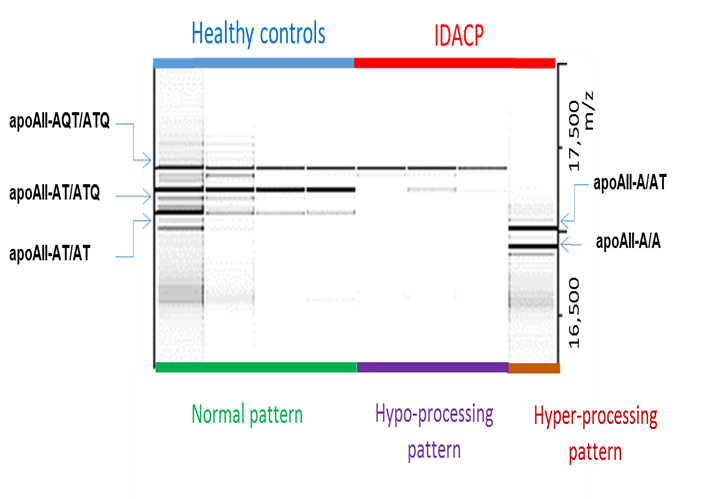 Healthy controls
IDACP
apoAII-AQT/ATQ
apoAII-AT/ATQ
apoAII-AT/AT
17,500
m/z
apoAII-A/AT
apoAII-A/A
16,500
Normal pattern
Hypo-processing
pattern
Hyper-processing
pattern